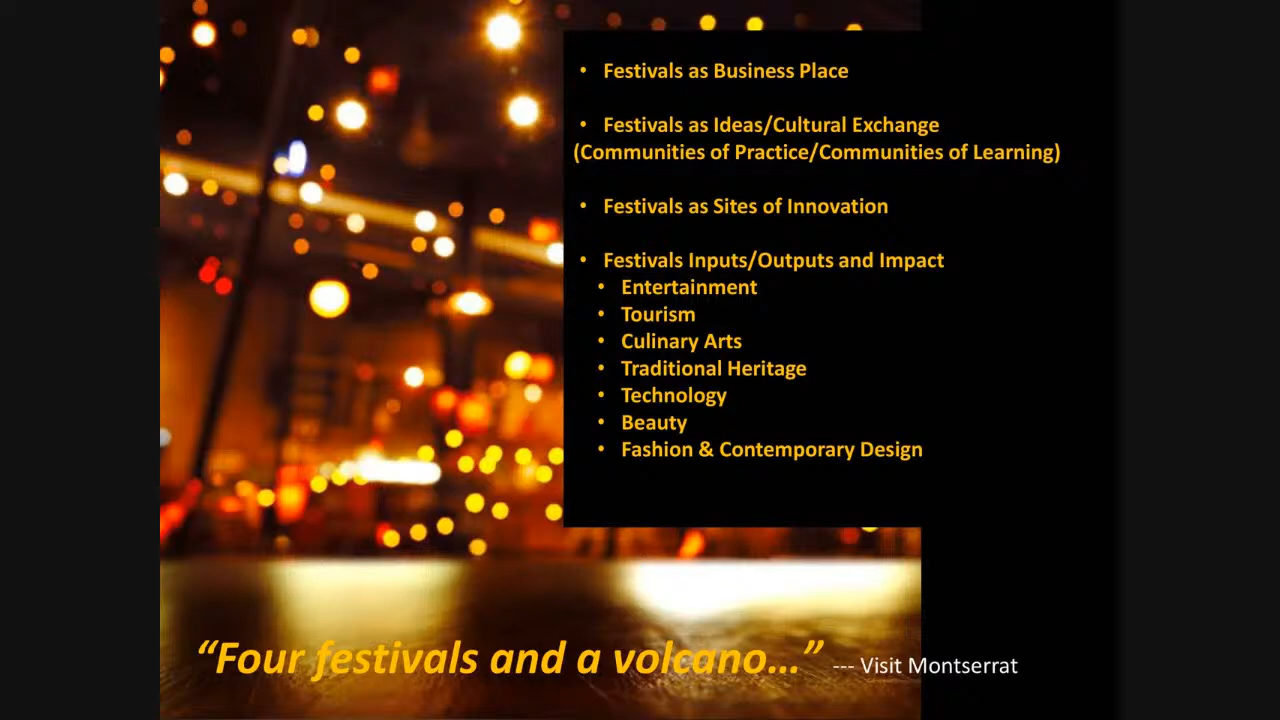 • Festivals as Business Place
• Festivals as Ideas/Cultural Exchange
(Communities of Practice/Communities of Learning)
• Festivals as Sites of Innovation
• Festivals Inputs/Outputs and Impact
• Entertainment
• Tourism
• Culinary Arts
• Traditional Heritage
• Technology
• Beauty
• Fashion & Contemporary Design
“Four festivals and a volcano...” --- Visit Montserrat